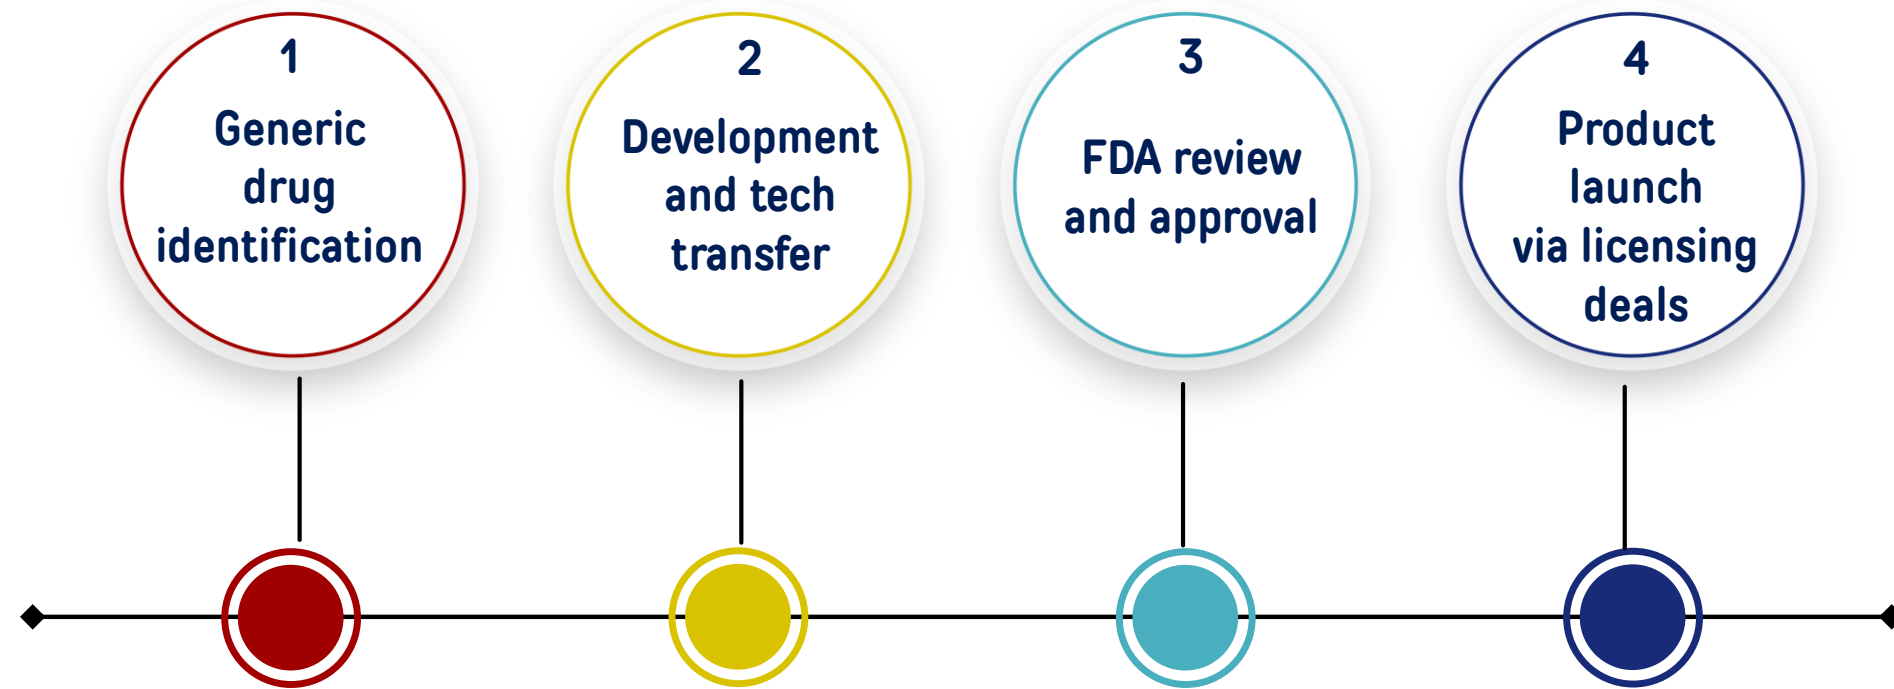 1
Generic
drug
identification
2
Development
and tech
transfer
3
FDA review
and approval
4
Product
launch
via licensing
deals